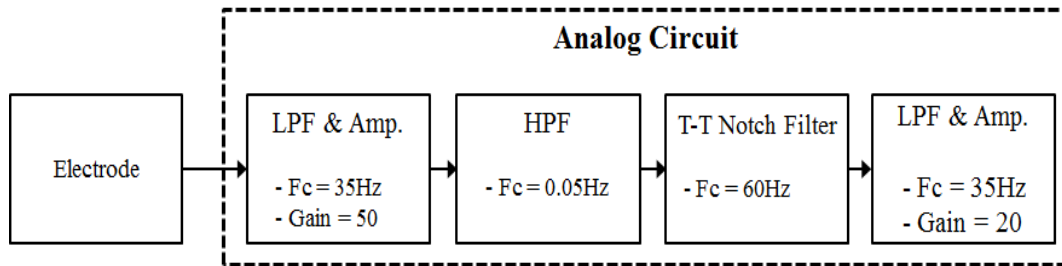 Analog Circuit
Electrode
LPF & Amp.
- Fc = 35Hz
- Gain = 50
HPF
- Fc = 0.05Hz
T-T Notch Filter
- Fc = 60Hz
LPF & Amp.
- Fc = 35Hz
- Gain = 20